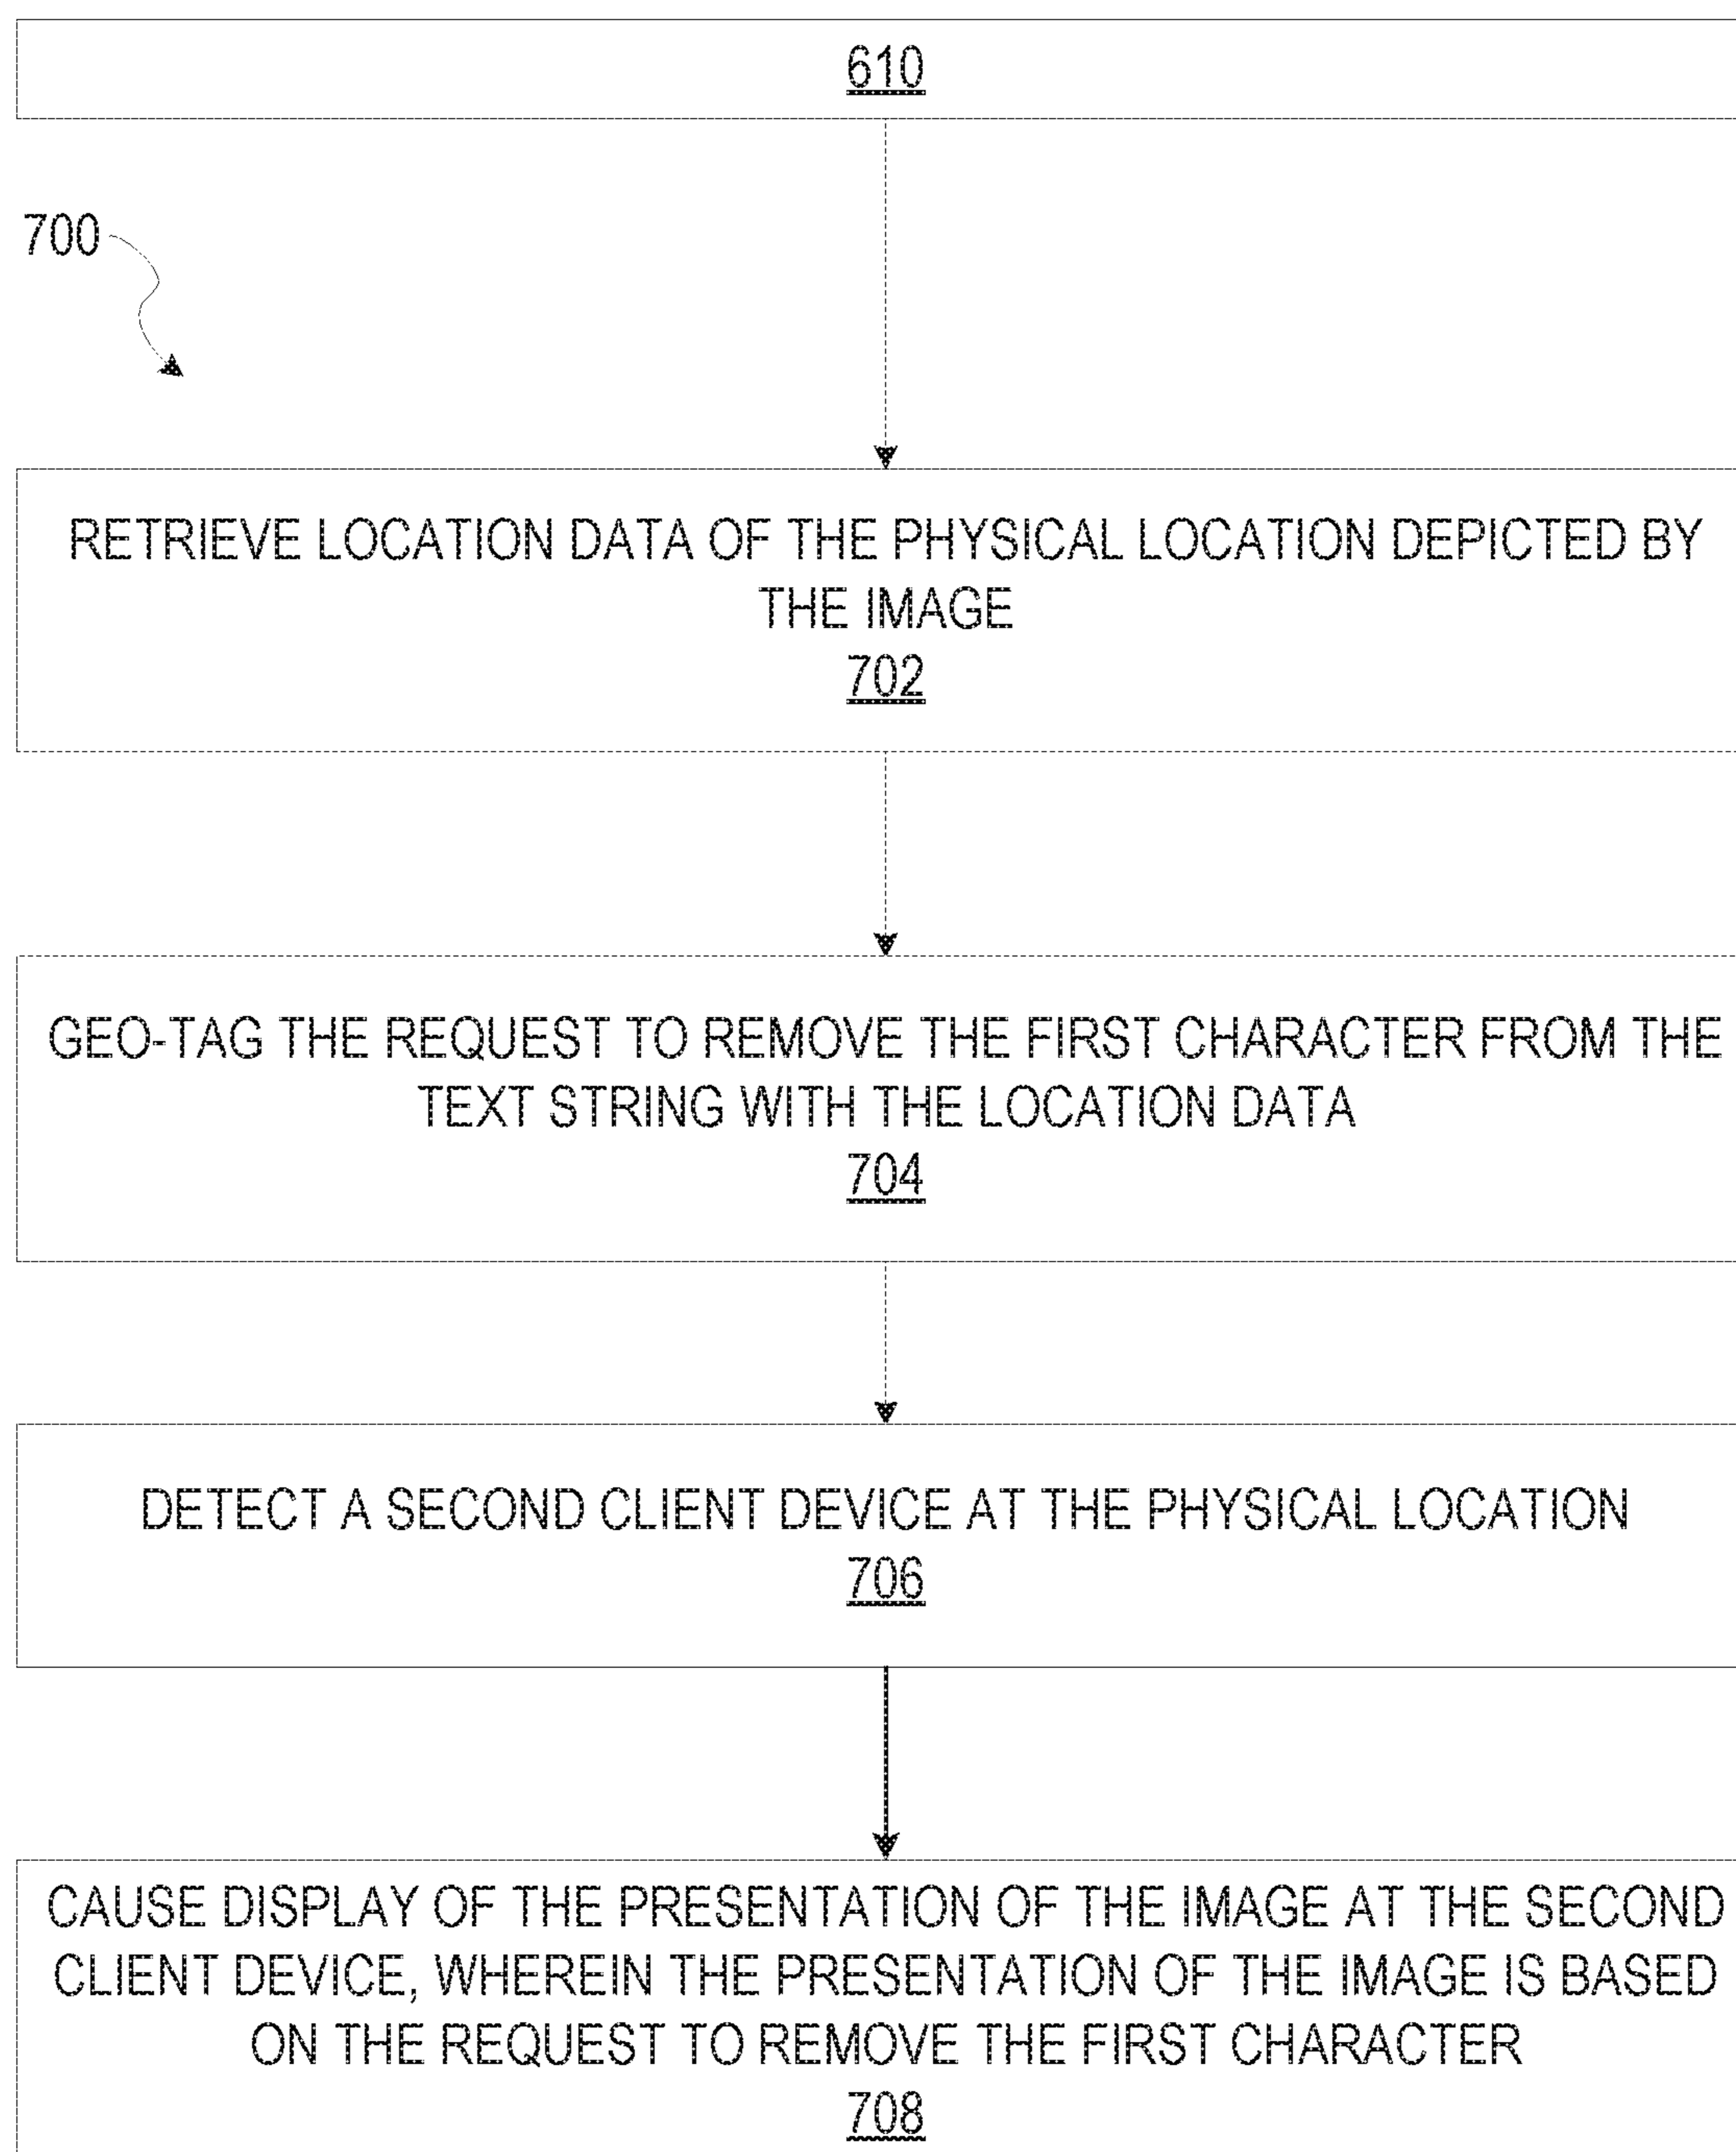 610
700
RETRIEVE LOCATION DATA OF THE PHYSICAL LOCATION DEPICTED BY
THE IMAGE
702
GEO-TAG THE REQUEST TO REMOVE THE FIRST CHARACTER FROM THE
TEXT STRING WITH THE LOCATION DATA
704
DETECT A SECOND CLIENT DEVICE AT THE PHYSICAL LOCATION
706
CAUSE DISPLAY OF THE PRESENTATION OF THE IMAGE AT THE SECOND
CLIENT DEVICE, WHEREIN THE PRESENTATION OF THE IMAGE IS BASED
ON THE REQUEST TO REMOVE THE FIRST CHARACTER
708